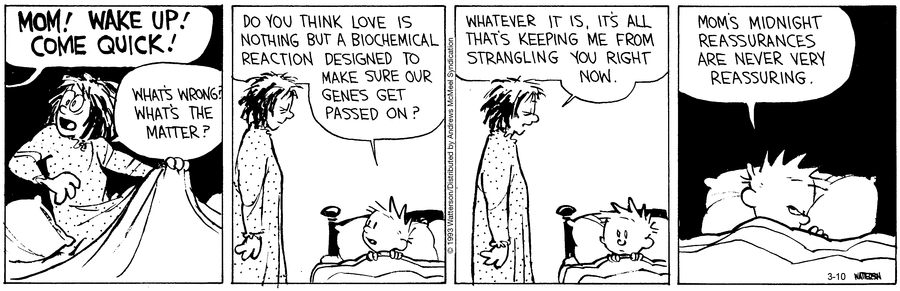 MOM! WAKE UP!
COME QUICK!
WHAT'S WRONG?
WHAT'S THE
MATTER?
DO YOU THINK LOVE IS
NOTHING BUT A BIOCHEMICAL
REACTION DESIGNED TO
MAKE SURE OUR
GENES GET
PASSED ON?
© 1993 Watterson/Distributed by Andrews McMeel Syndication
WHATEVER IT IS, IT'S ALL
THAT'S KEEPING ME FROM
STRANGLING YOU RIGHT
NOW.
MOM'S MIDNIGHT
REASSURANCES
ARE NEVER VERY
REASSURING.
3-10 WATTERSON